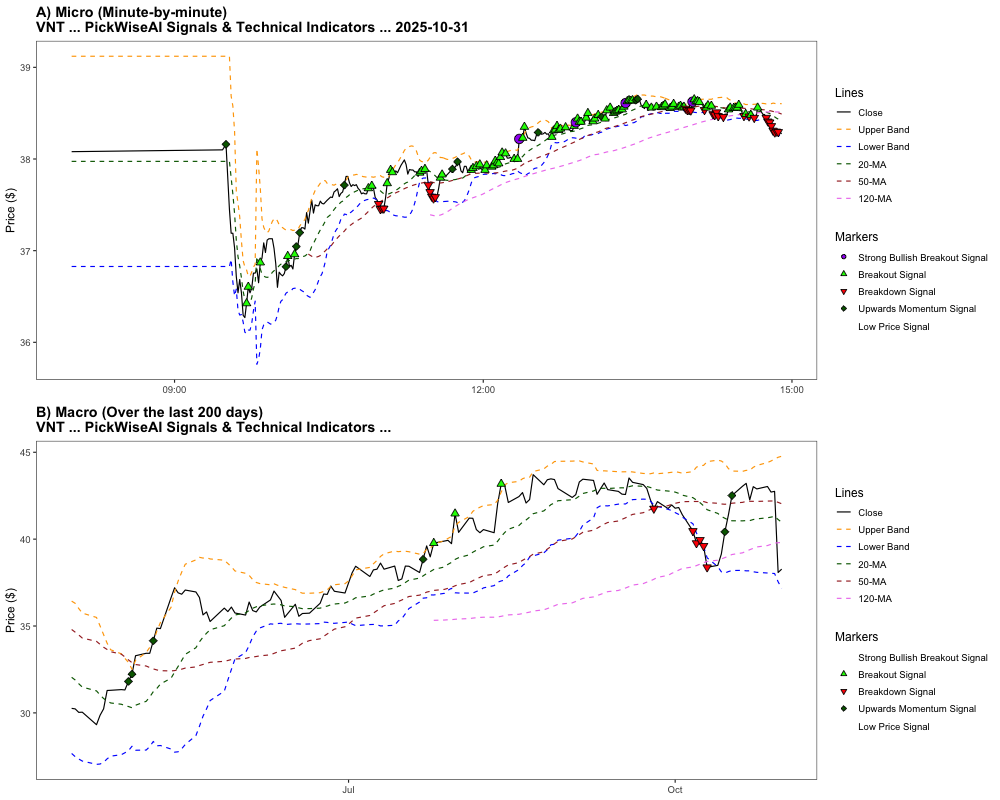 A) Micro (Minute-by-minute)
VNT ... PickWiseAI Signals & Technical Indicators ... 2025-10-31
39
38
37
36
Price ($)
09:00
12:00
15:00
Lines
Close
Upper Band
Lower Band
20-MA
50-MA
120-MA
Markers
Strong Bullish Breakout Signal
Breakout Signal
Breakdown Signal
Upwards Momentum Signal
Low Price Signal
B) Macro (Over the last 200 days)
VNT ... PickWiseAI Signals & Technical Indicators ...
45
40
35
30
Price ($)
Jul
Oct
Lines
Close
Upper Band
Lower Band
20-MA
50-MA
120-MA
Markers
Strong Bullish Breakout Signal
Breakout Signal
Breakdown Signal
Upwards Momentum Signal
Low Price Signal